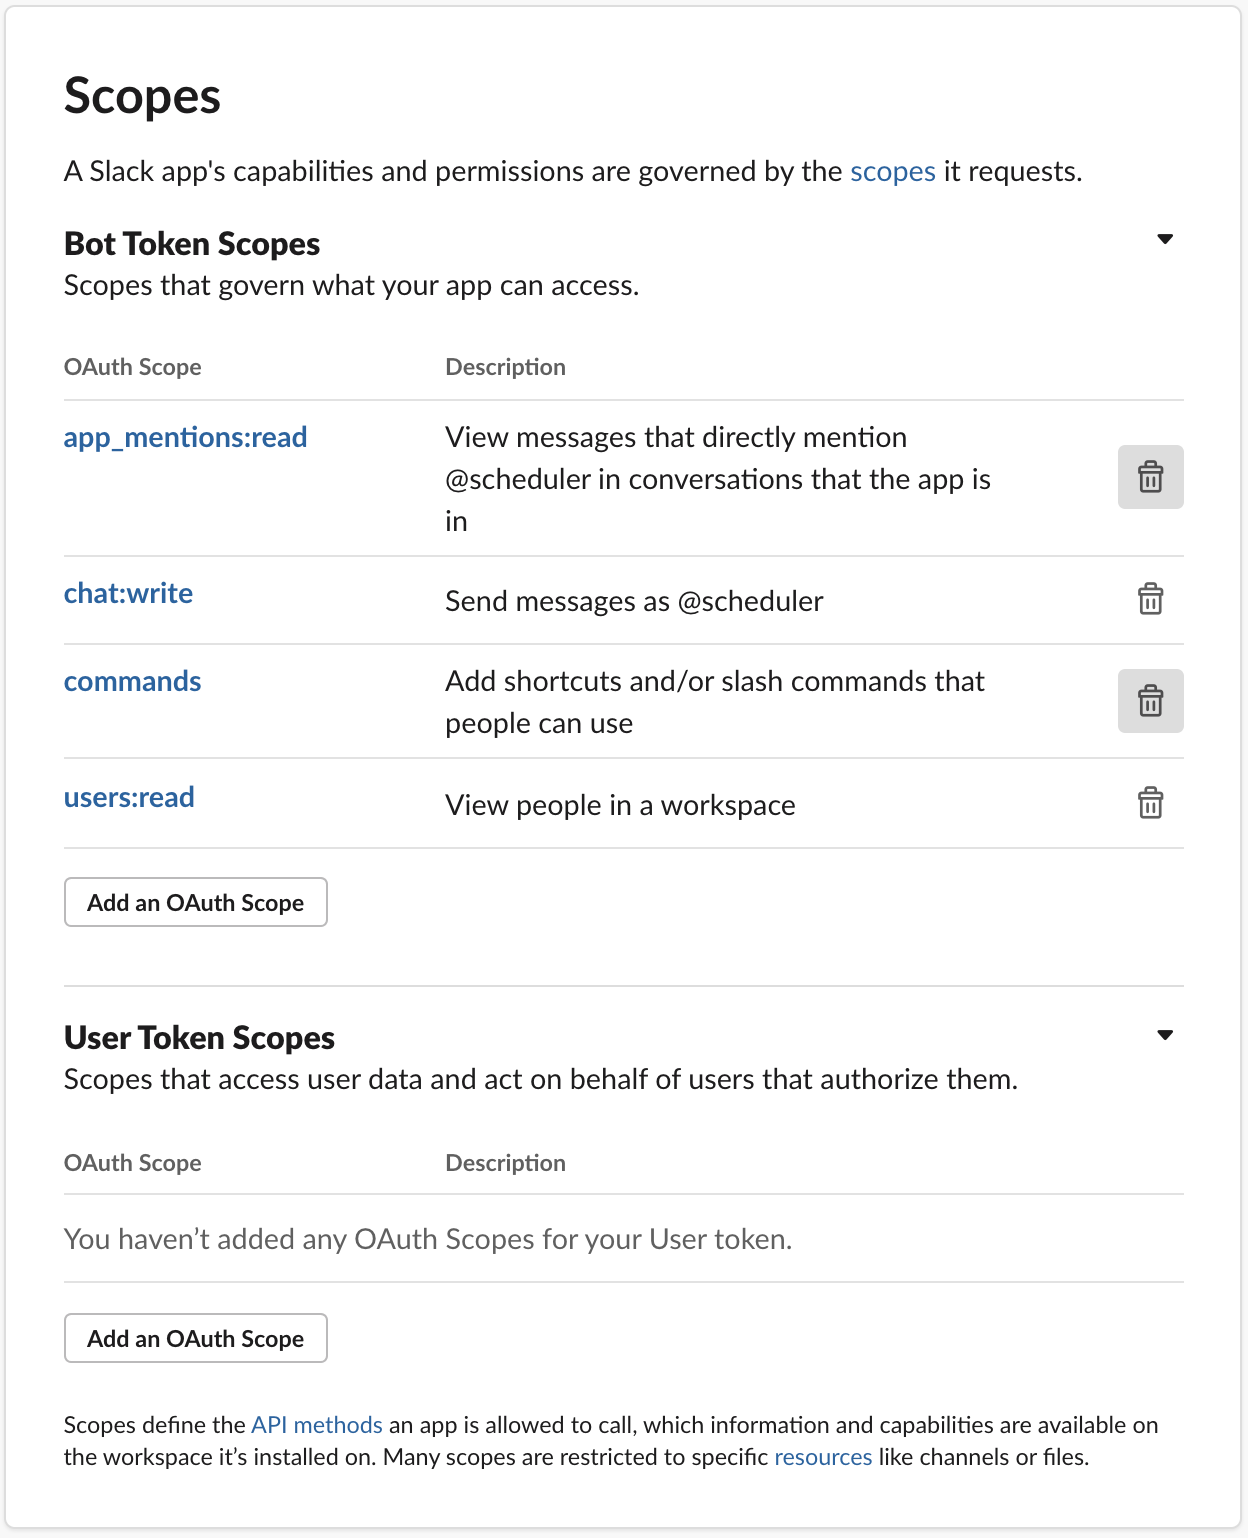 Scopes
A Slack app's capabilities and permissions are governed by the scopes it requests.
Bot Token Scopes
Scopes that govern what your app can access.
OAuth Scope Description
app_mentions:read View messages that directly mention
@scheduler in conversations that the app is
in
chat:write Send messages as @scheduler
commands Add shortcuts and/or slash commands that
people can use
users:read View people in a workspace
Add an OAuth Scope
User Token Scopes
Scopes that access user data and act on behalf of users that authorize them.
OAuth Scope Description
You haven’t added any OAuth Scopes for your User token.
Add an OAuth Scope
Scopes define the API methods an app is allowed to call, which information and capabilities are available on
the workspace it’s installed on. Many scopes are restricted to specific resources like channels or files.